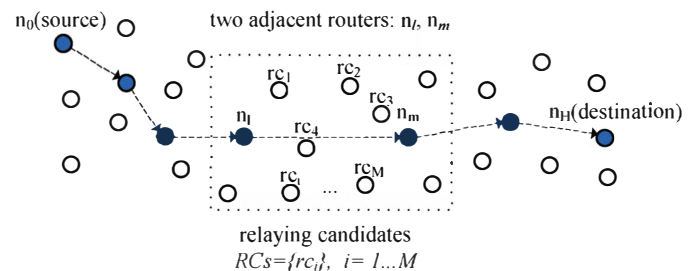 n0(source)
two adjacent routers: nl, nm
rc1
rc2
rc3
nl
nm
rc4
nH(destination)
rci
...
rcM
relaying candidates
RCs={rci}, i= 1...M